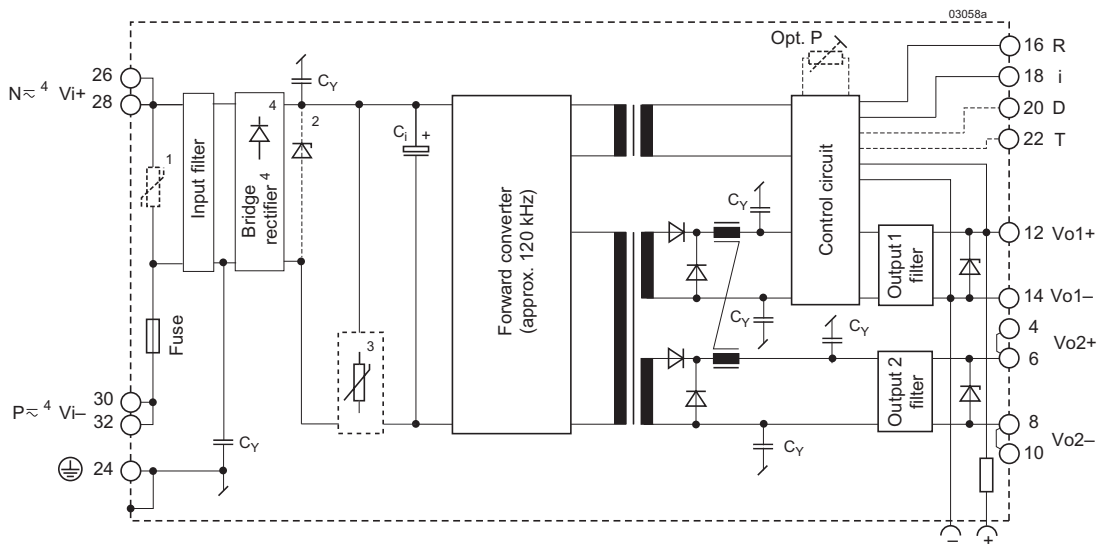 03058a
Opt. P
16 R
18 i
20 D
22 T
26
N≂ 4 Vi+
28
CY
4
2
Ci +
1
Input filter
Bridge rectifier 4
Forward converter (approx. 120 kHz)
Control circuit
CY
Output 1 filter
12 Vo1+
14 Vo1–
Fuse
3
CY
CY
4
Vo2+
6
Output 2 filter
30
P≂ 4 Vi–
32
CY
CY
8
Vo2–
10
24
– +